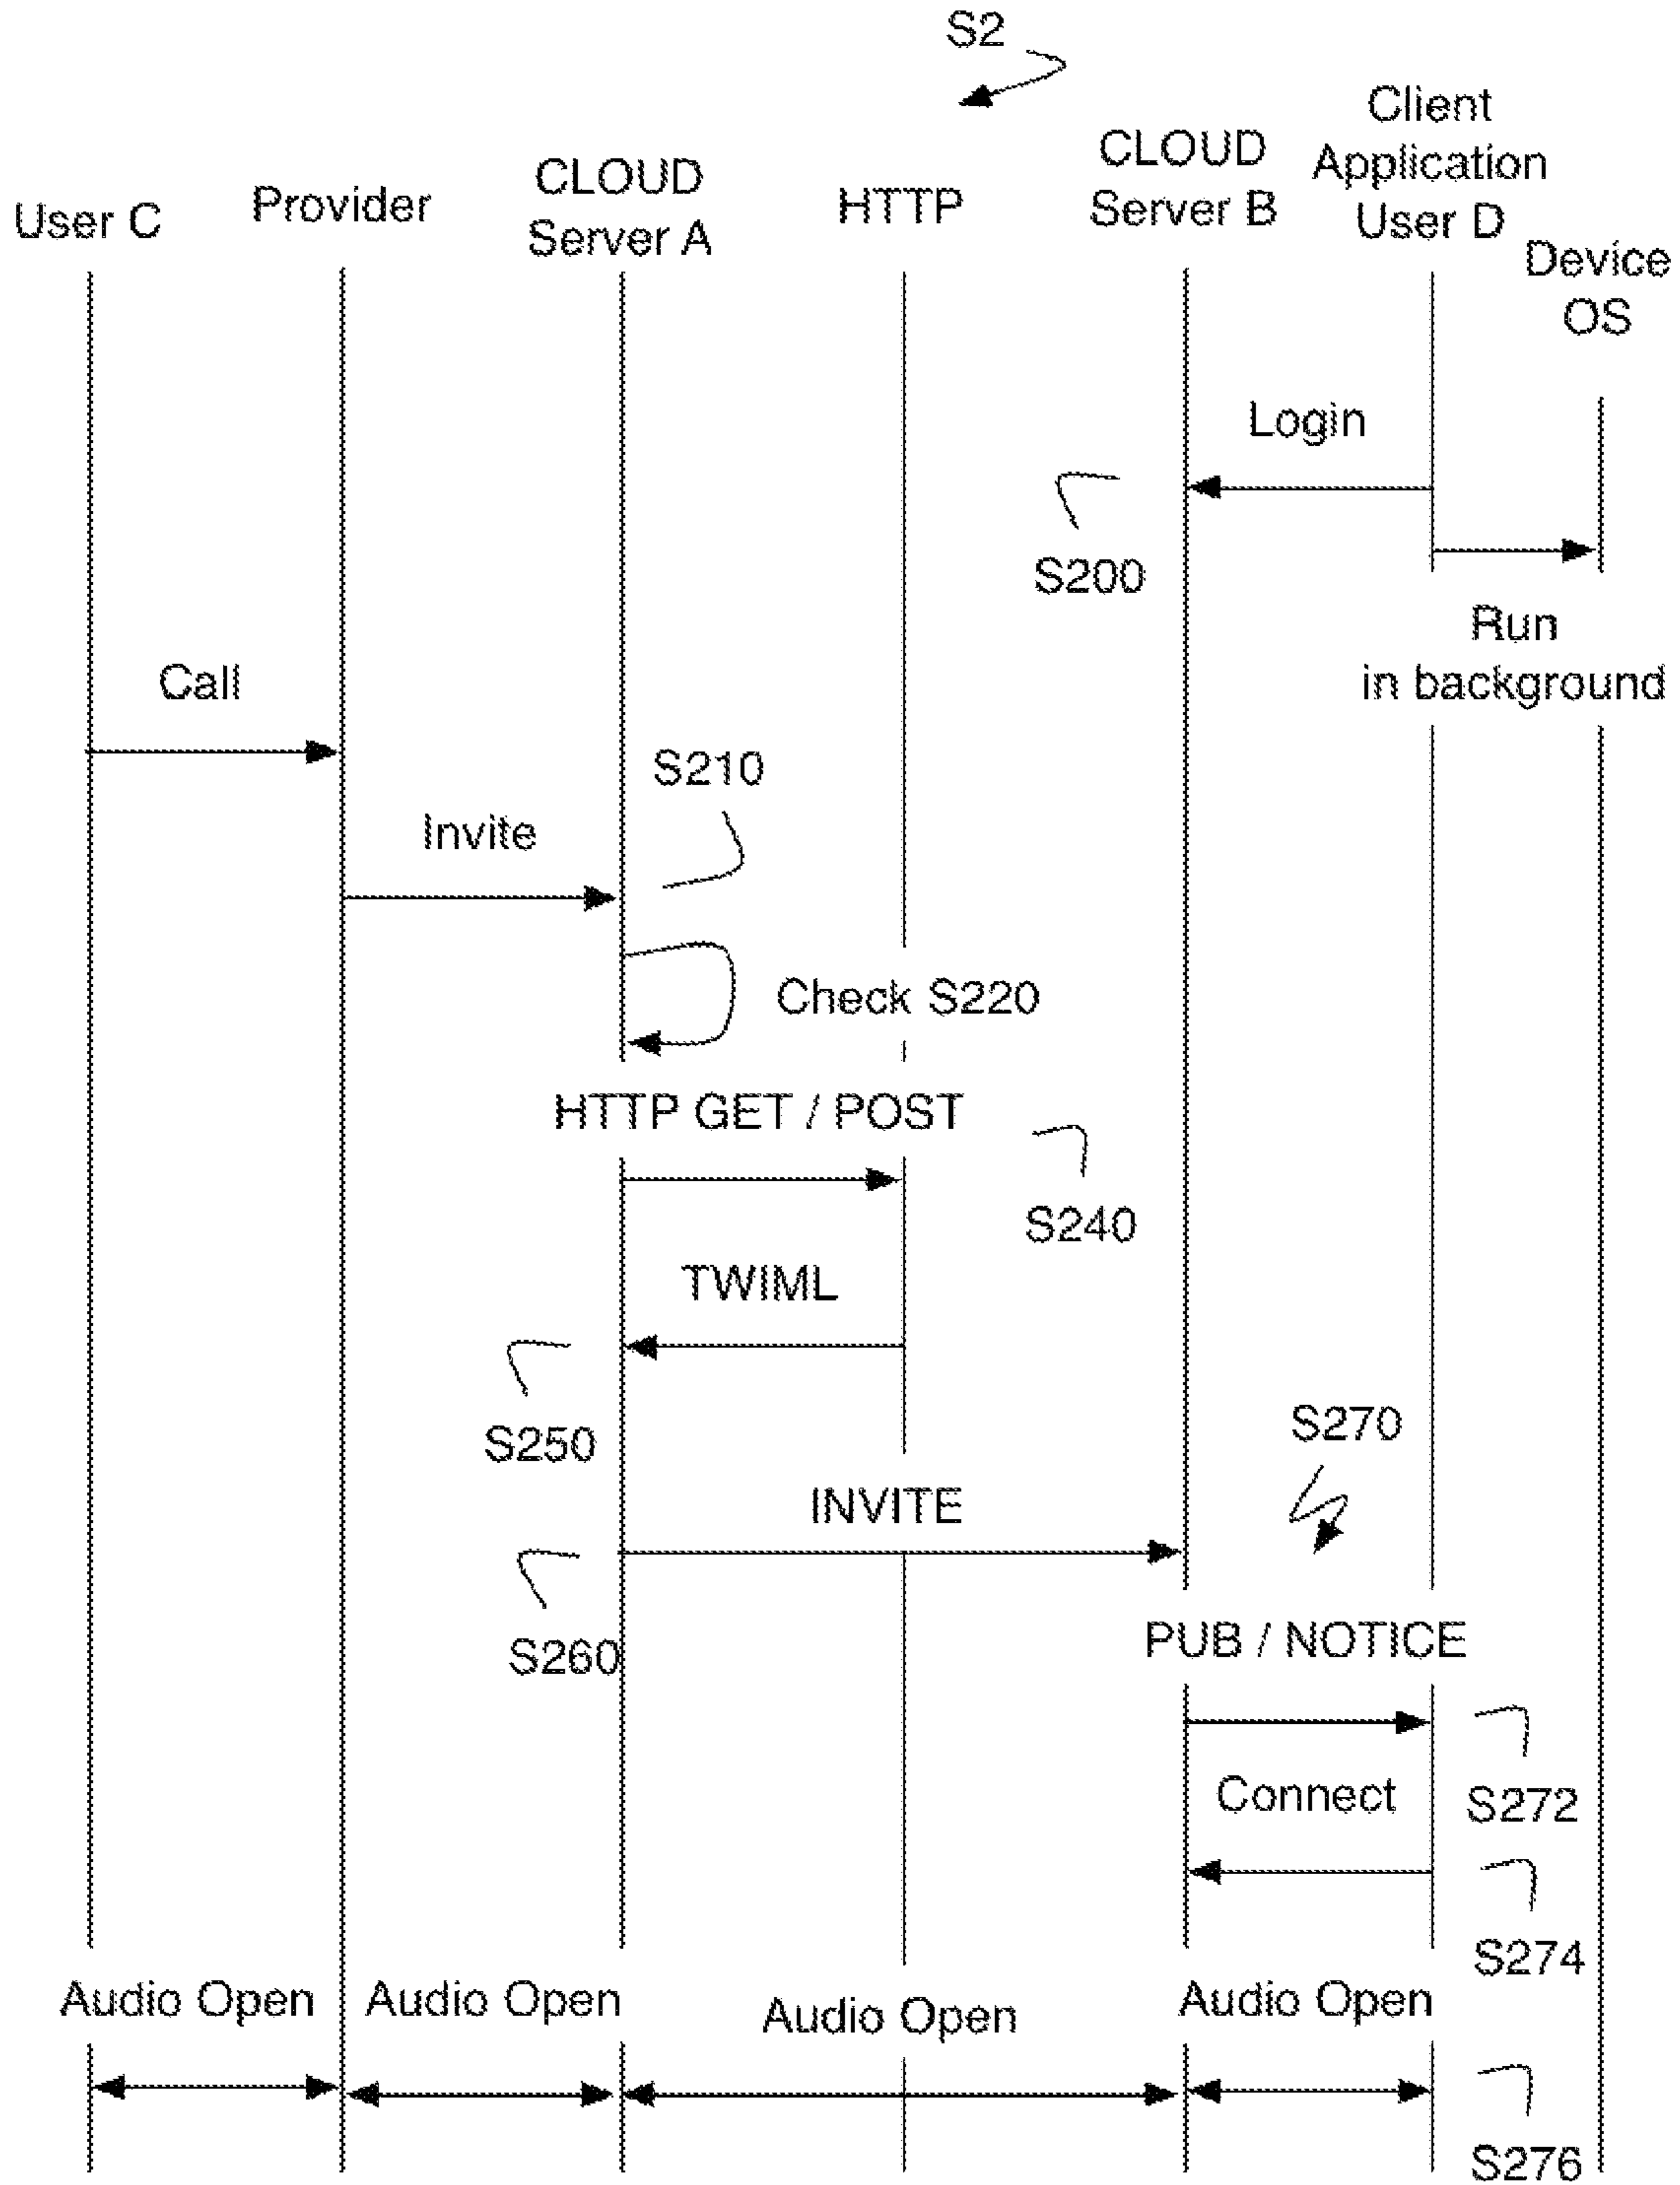 S2
User C
Provider
CLOUD
Server A
HTTP
CLOUD
Server B
Client
Application
User D
Device
OS
Login
S200
Run
in background
Call
S210
Invite
Check S220
HTTP GET / POST
S240
TWIML
S250
S270
INVITE
S260
PUB / NOTICE
S272
Connect
S274
Audio Open
Audio Open
Audio Open
Audio Open
S276